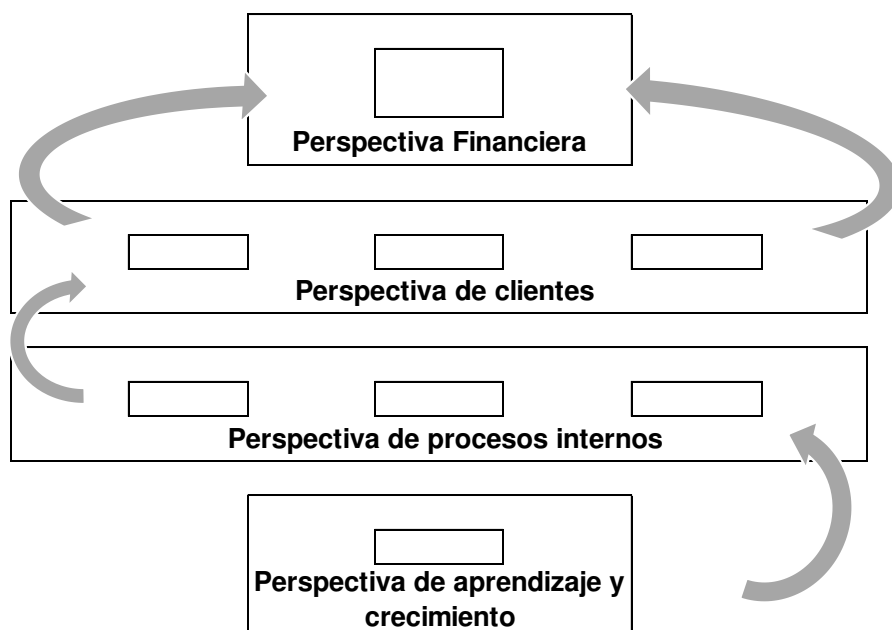 Perspectiva Financiera
Perspectiva de clientes
Perspectiva de procesos internos
Perspectiva de aprendizaje y
crecimiento